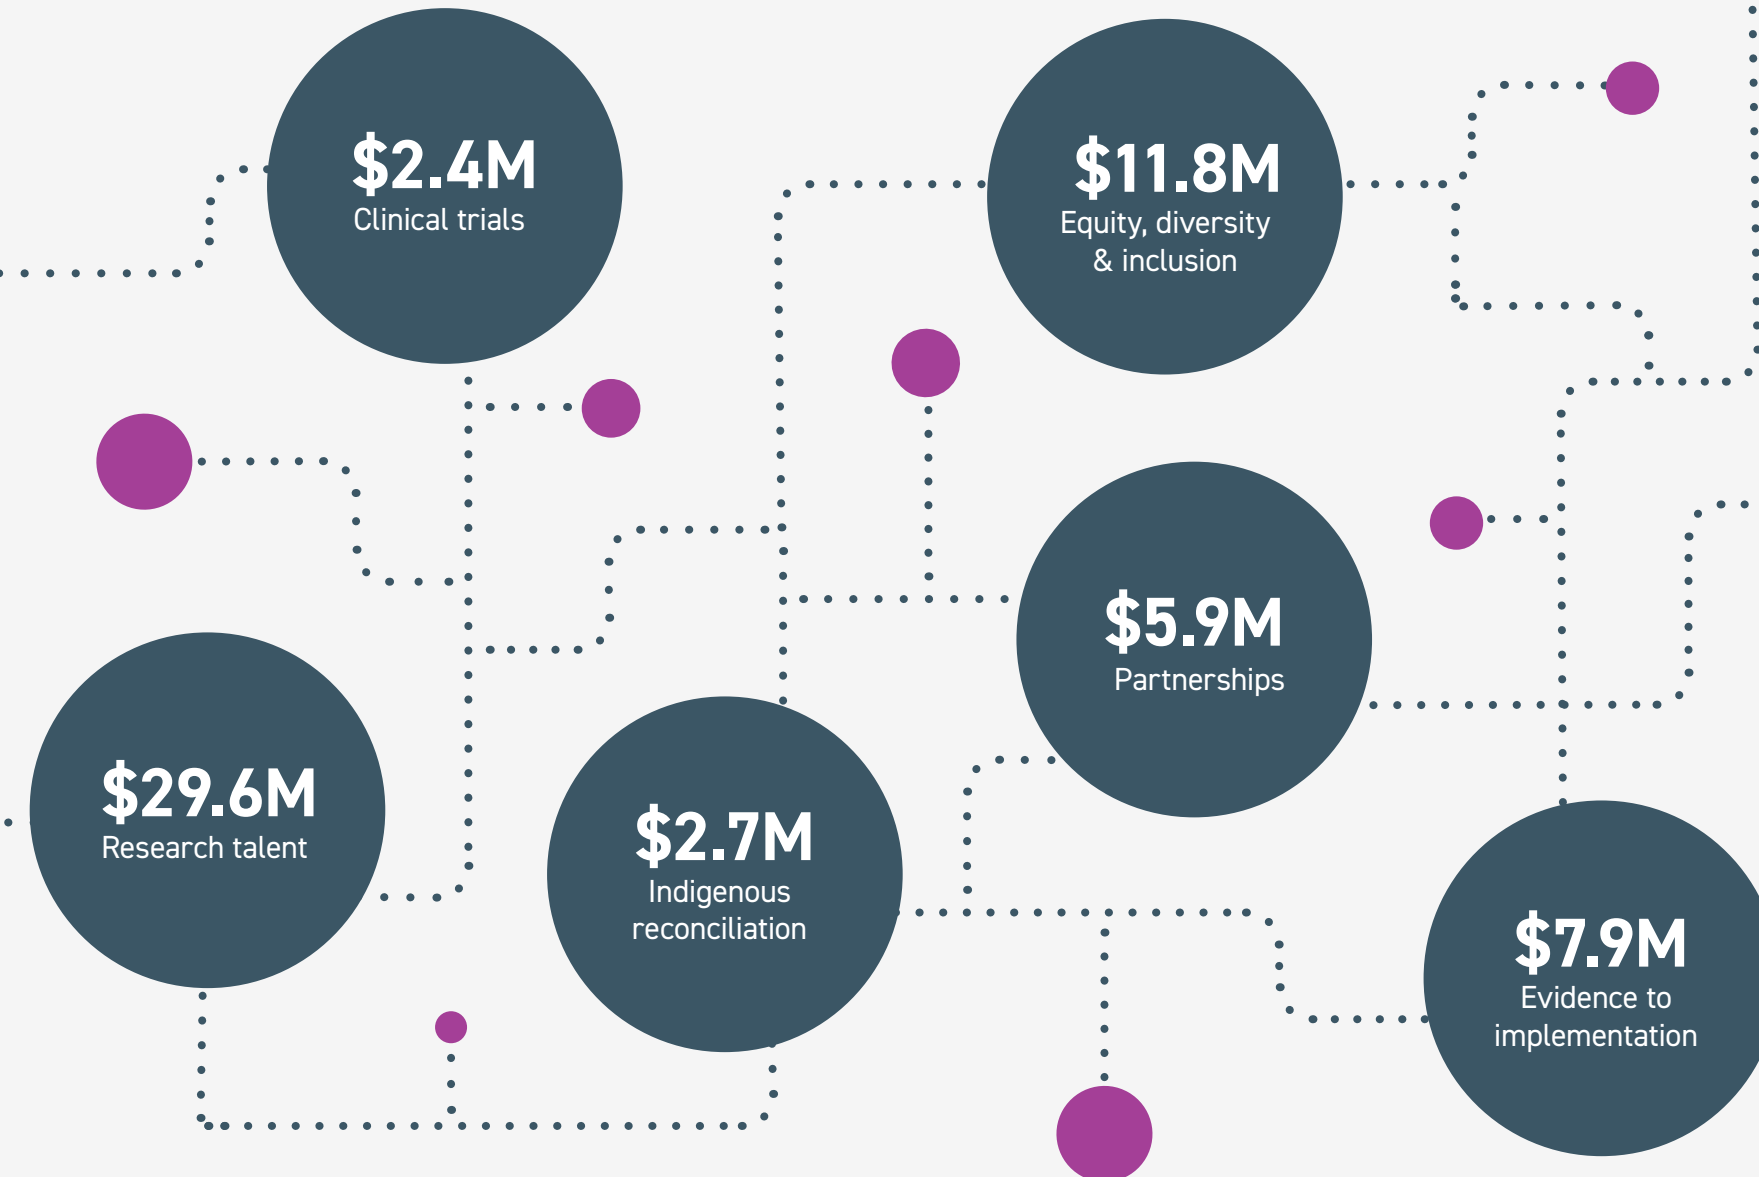 $2.4M
Clinical trials
$11.8M
Equity, diversity
& inclusion
$5.9M
Partnerships
$29.6M
Research talent
$2.7M
Indigenous
reconciliation
$7.9M
Evidence to
implementation